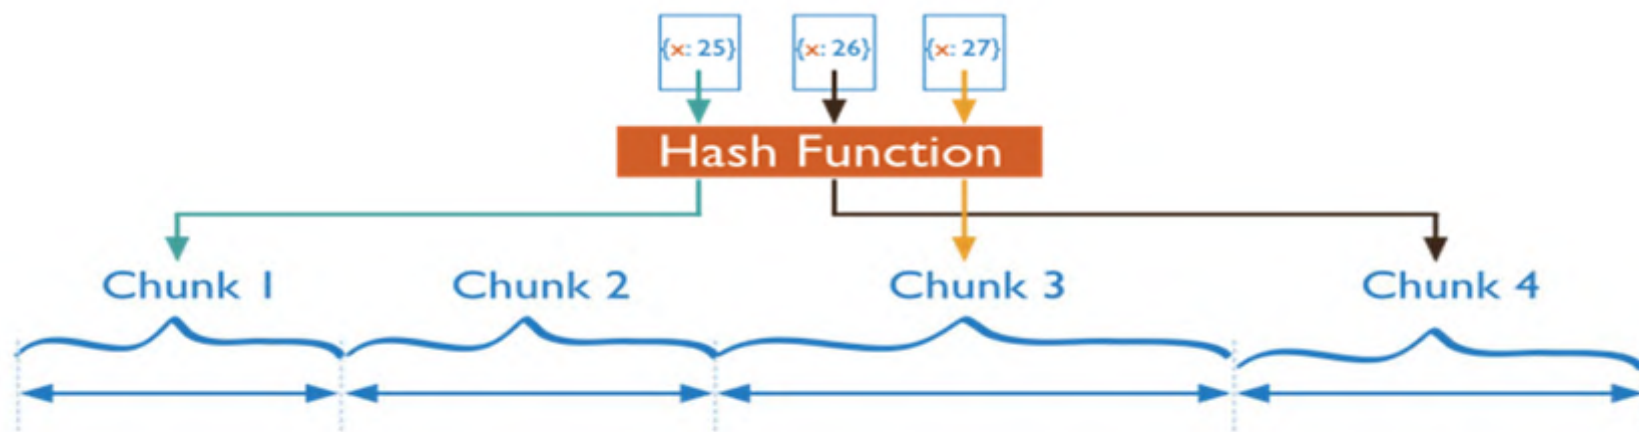 {x: 25} {x: 26} {x: 27}
Hash Function
Chunk 1 Chunk 2 Chunk 3 Chunk 4